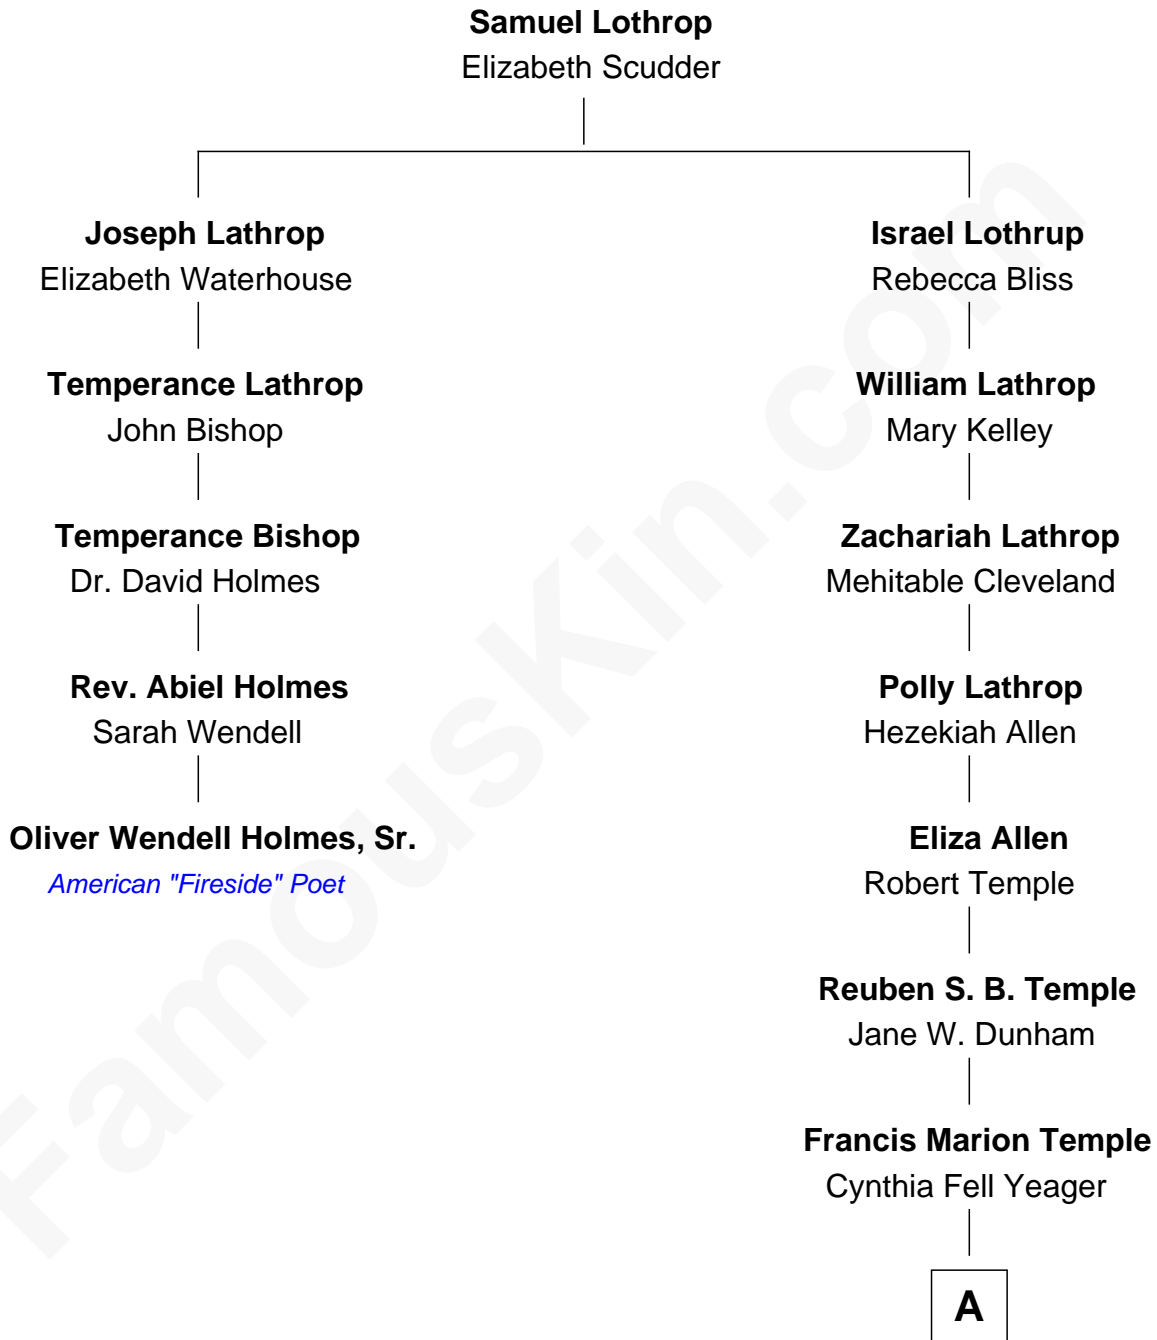 Samuel Lothrop
Elizabeth Scudder
Joseph Lathrop
Elizabeth Waterhouse
Temperance Lathrop
John Bishop
Temperance Bishop
Dr. David Holmes
Rev. Abiel Holmes
Sarah Wendell
Oliver Wendell Holmes, Sr.
American "Fireside" Poet
Israel Lothrup
Rebecca Bliss
William Lathrop
Mary Kelley
Zachariah Lathrop
Mehitable Cleveland
Polly Lathrop
Hezekiah Allen
Eliza Allen
Robert Temple
Reuben S. B. Temple
Jane W. Dunham
Francis Marion Temple
Cynthia Fell Yeager
A
FamousKin.com